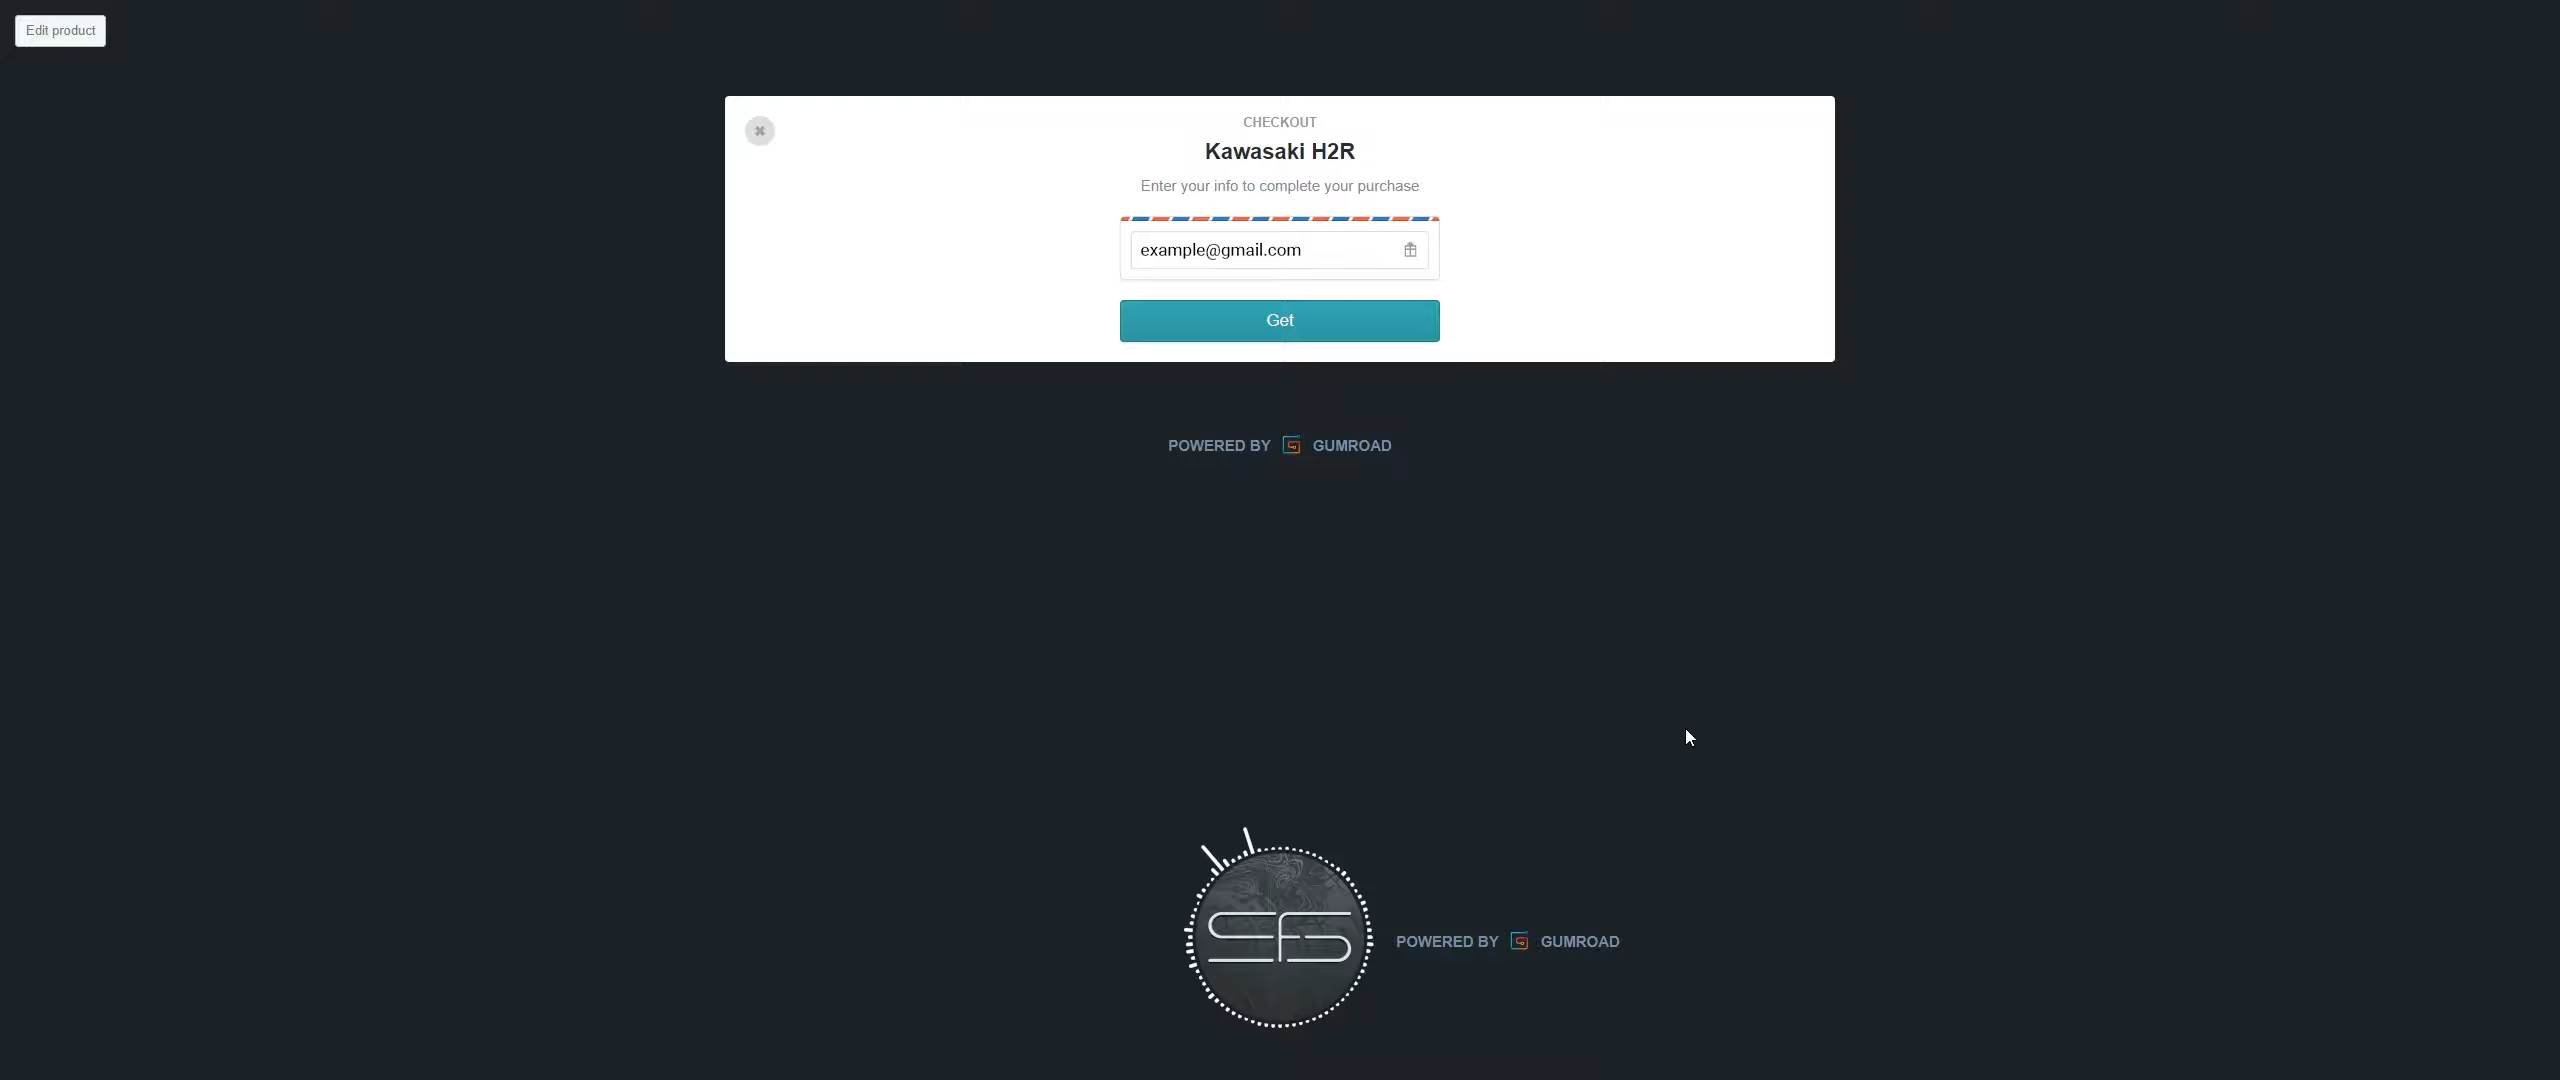 Edit product
CHECKOUT
Kawasaki H2R
Enter your info to complete your purchase
example@gmail.com
Get
POWERED BY GUMROAD
SFS
POWERED BY GUMROAD